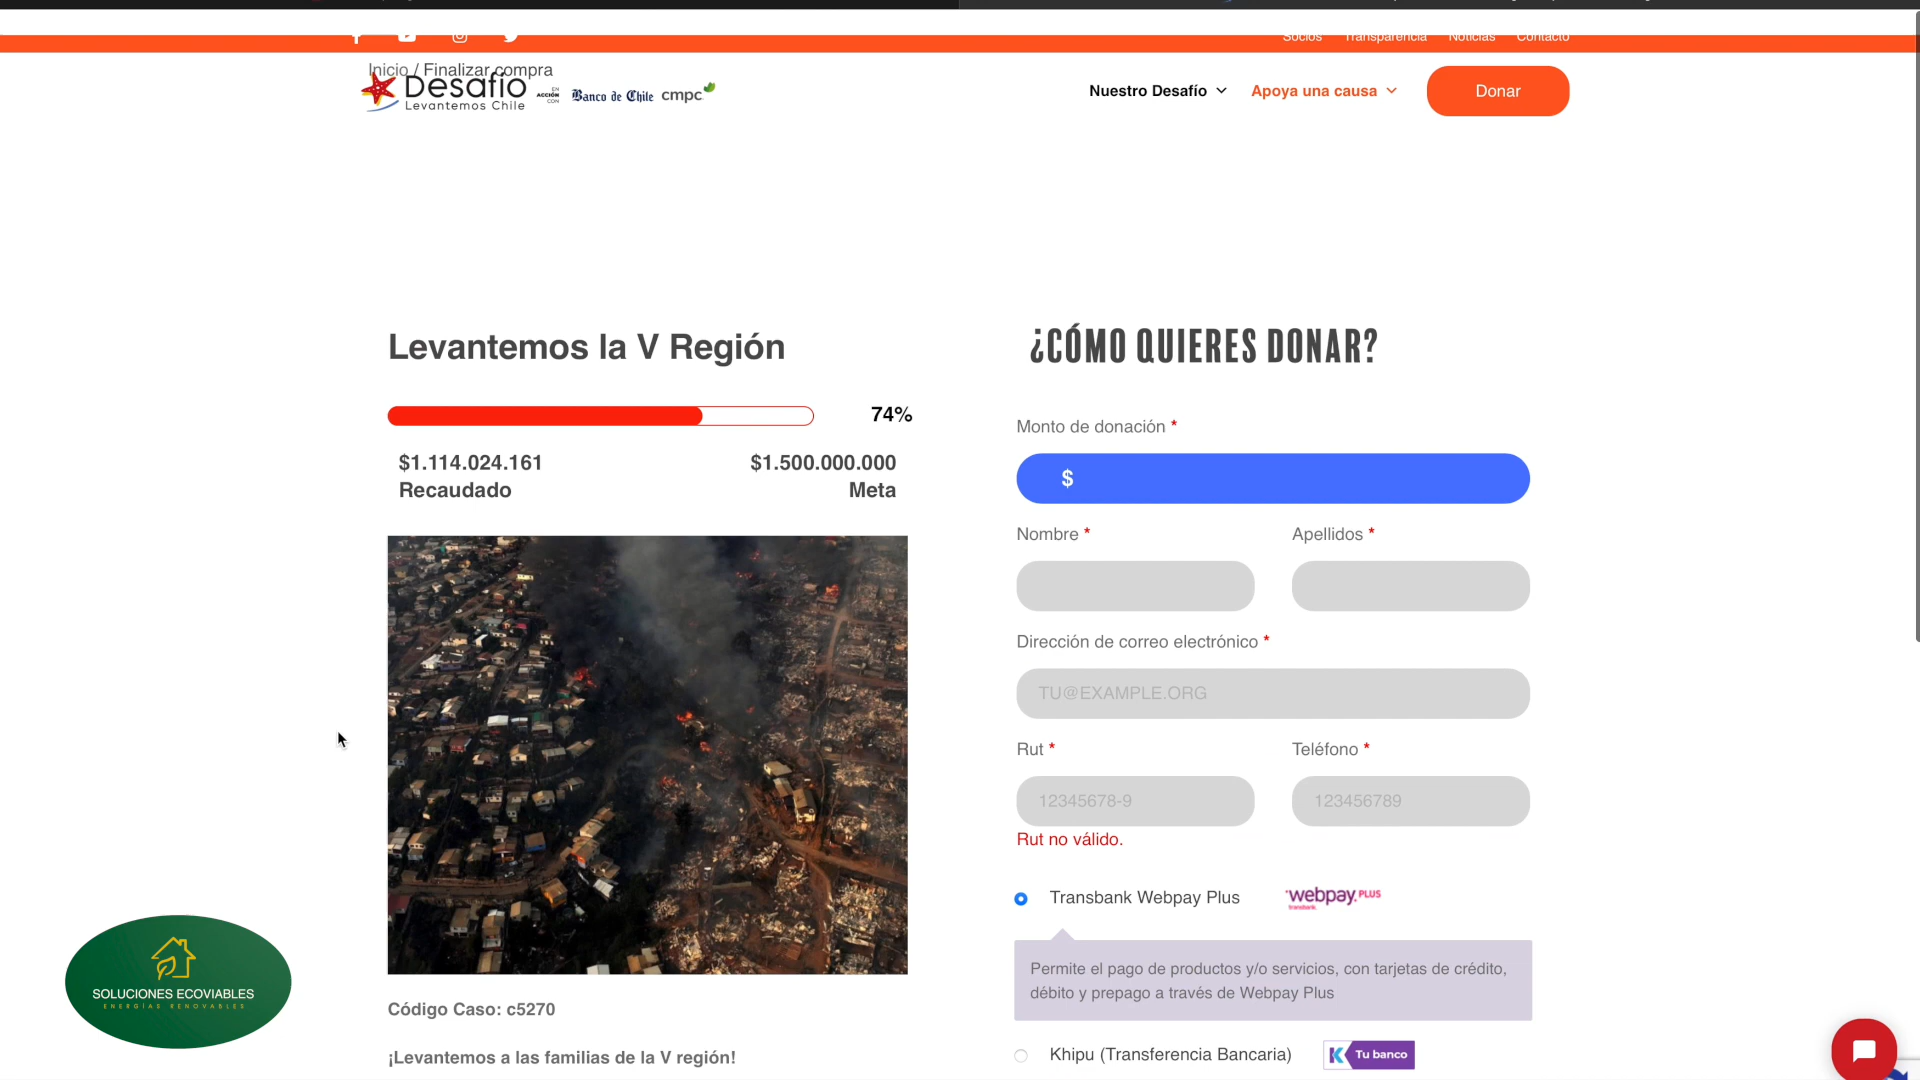 Socios Transparencia Noticias Contacto
Inicio / Finalizar compra
Desafío
Levantemos Chile
EN
ACCIÓN
CON
Banco de Chile
cmpc
Nuestro Desafío
Apoya una causa
Donar
Levantemos la V Región
74%
$1.114.024.161
Recaudado
$1.500.000.000
Meta
Código Caso: c5270
¡Levantemos a las familias de la V región!
¿CÓMO QUIERES DONAR?
Monto de donación *
$
Nombre *
Apellidos *
Dirección de correo electrónico *
TU@EXAMPLE.ORG
Rut *
Teléfono *
12345678-9
123456789
Rut no válido.
Transbank Webpay Plus
webpay.PLUS
transbank.
Permite el pago de productos y/o servicios, con tarjetas de crédito,
débito y prepago a través de Webpay Plus
Khipu (Transferencia Bancaria)
K Tu banco
SOLUCIONES ECOVIABLES
ENERGÍAS RENOVABLES